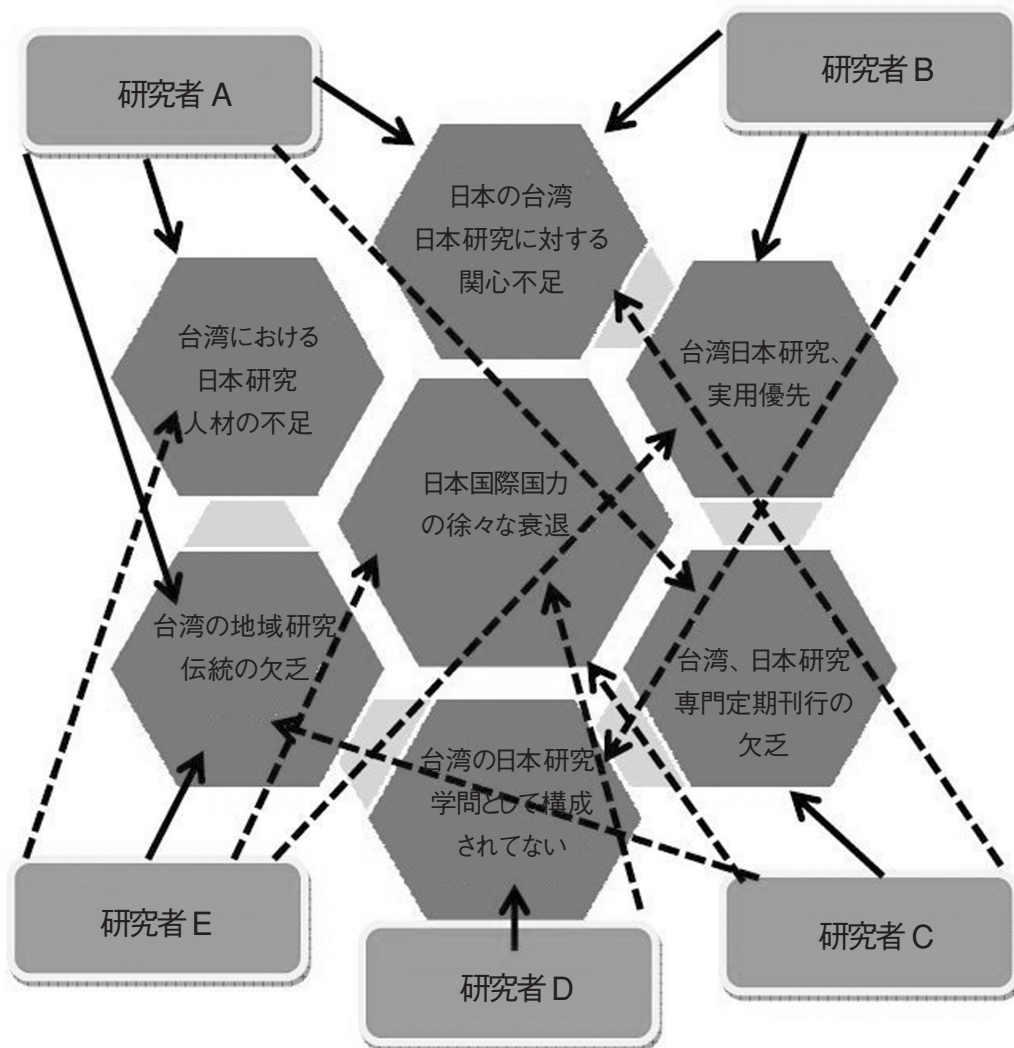 研究者 A
研究者 B
日本の台湾
日本研究に対する
関心不足
台湾における
日本研究
人材の不足
台湾日本研究、
実用優先
日本国際国力
の徐々な衰退
台湾の地域研究
伝統の欠乏
台湾、日本研究
専門定期刊行の
欠乏
台湾の日本研究
学問として構成
されてない
研究者 E
研究者 D
研究者 C